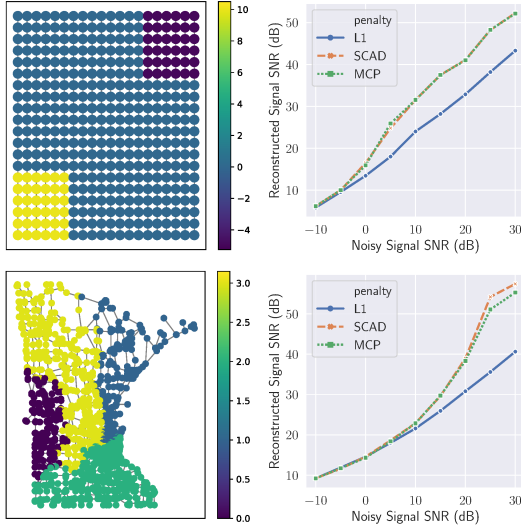 10
8
6
4
2
0
−2
−4
Reconstructed Signal SNR (dB)
50
40
30
20
10
penalty
L1
SCAD
MCP
−10 0 10 20 30
Noisy Signal SNR (dB)
3.0
2.5
2.0
1.5
1.0
0.5
0.0
Reconstructed Signal SNR (dB)
50
40
30
20
10
penalty
L1
SCAD
MCP
−10 0 10 20 30
Noisy Signal SNR (dB)